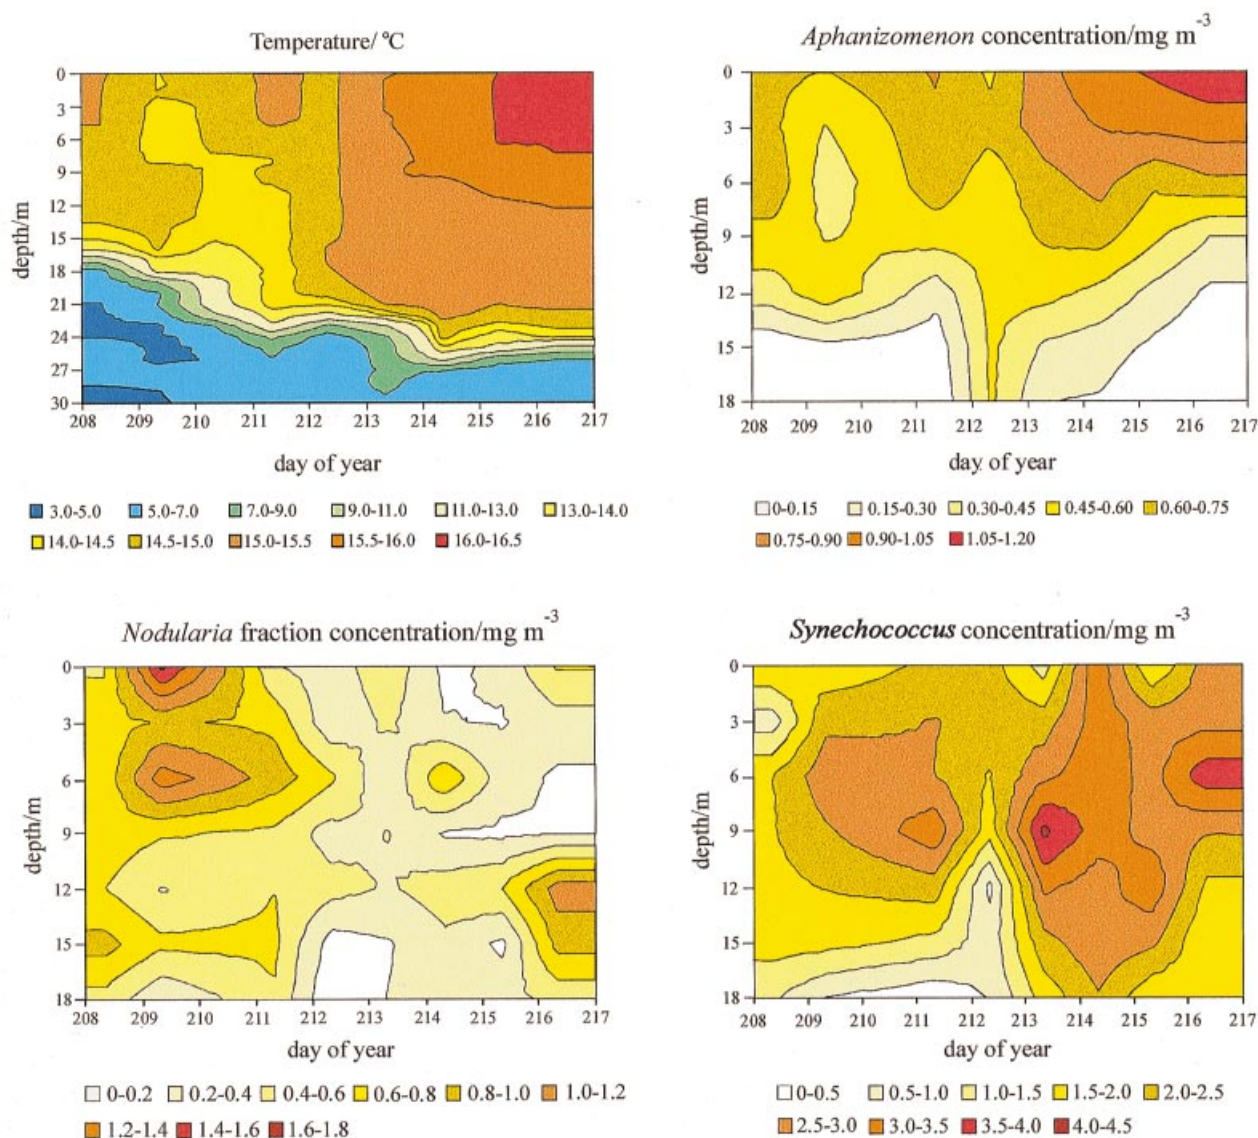 Temperature/ °C
0
3
6
9
12
15
18
21
24
27
30
depth/m
208 209 210 211 212 213 214 215 216 217
day of year
3.0-5.0 5.0-7.0 7.0-9.0 9.0-11.0 11.0-13.0 13.0-14.0
14.0-14.5 14.5-15.0 15.0-15.5 15.5-16.0 16.0-16.5
Aphanizomenon concentration/mg m-3
0
3
6
9
12
15
18
depth/m
208 209 210 211 212 213 214 215 216 217
day of year
0-0.15 0.15-0.30 0.30-0.45 0.45-0.60 0.60-0.75
0.75-0.90 0.90-1.05 1.05-1.20
Nodularia fraction concentration/mg m-3
0
3
6
9
12
15
18
depth/m
208 209 210 211 212 213 214 215 216 217
day of year
0-0.2 0.2-0.4 0.4-0.6 0.6-0.8 0.8-1.0 1.0-1.2
1.2-1.4 1.4-1.6 1.6-1.8
Synechococcus concentration/mg m-3
0
3
6
9
12
15
18
depth/m
208 209 210 211 212 213 214 215 216 217
day of year
0-0.5 0.5-1.0 1.0-1.5 1.5-2.0 2.0-2.5
2.5-3.0 3.0-3.5 3.5-4.0 4.0-4.5